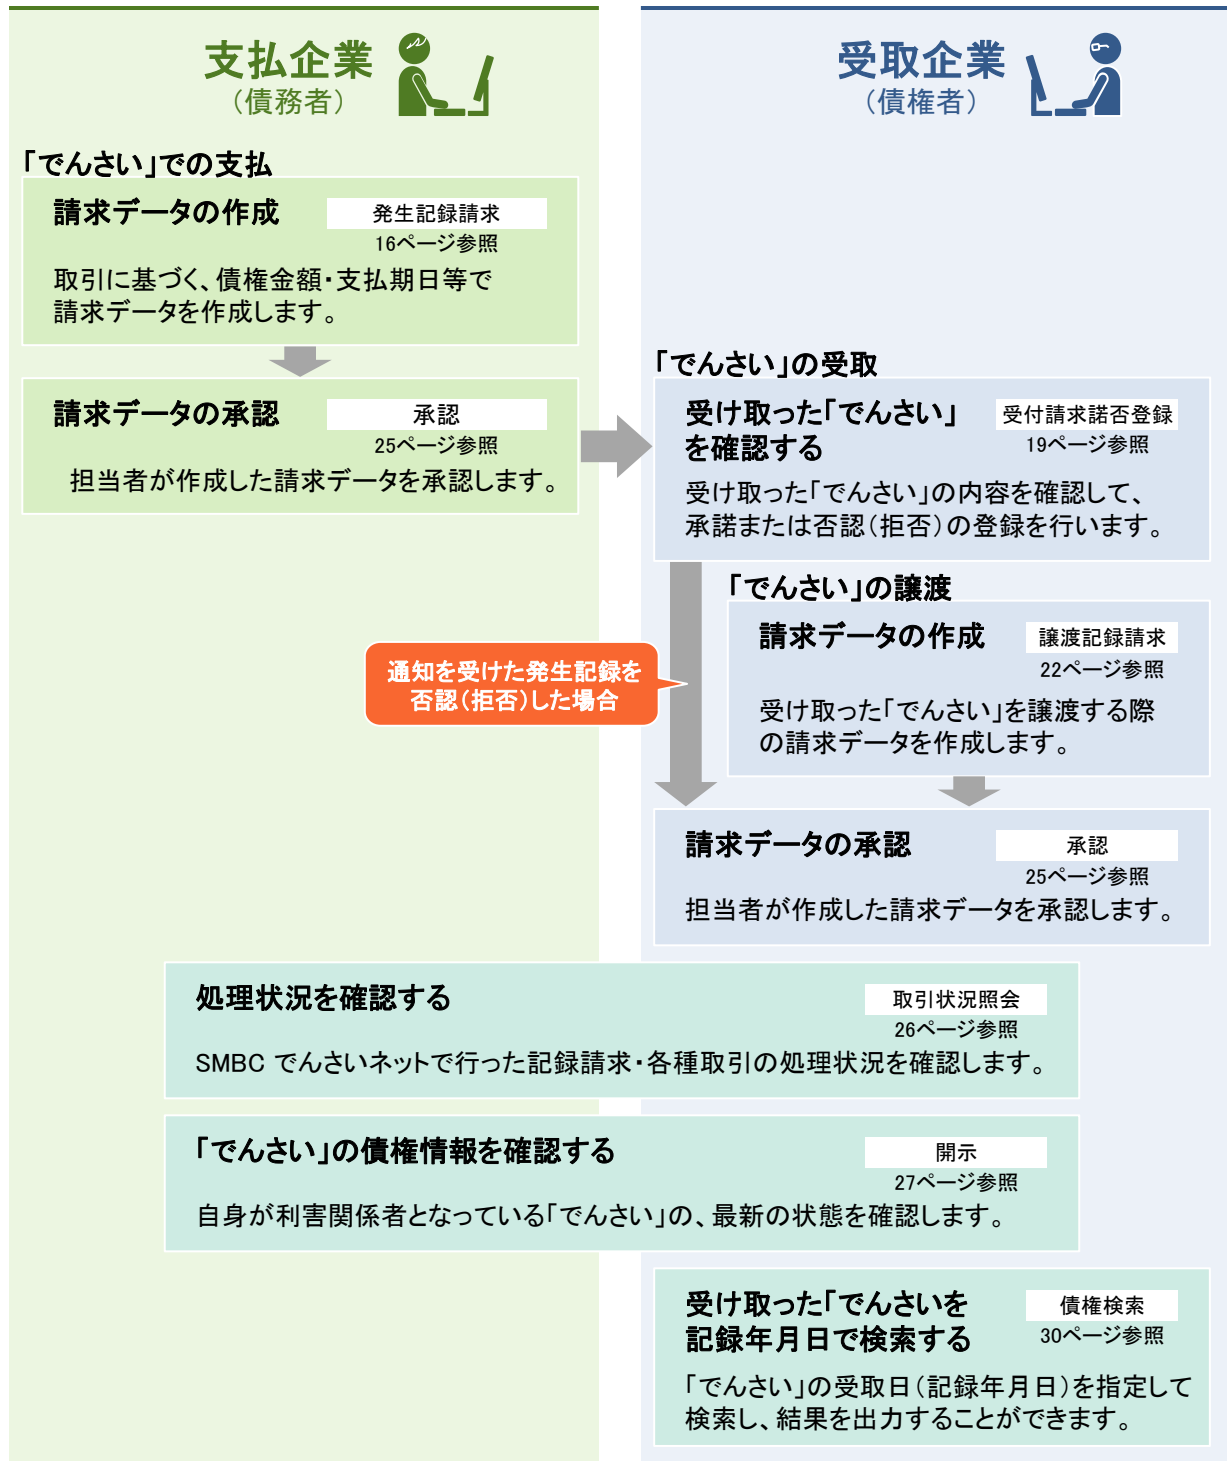 支払企業
（債務者）
受取企業
（債権者）
「でんさい」での支払
請求データの作成
発生記録請求
16ページ参照
取引に基づく、債権金額・支払期日等で
請求データを作成します。
請求データの承認
承認
25ページ参照
担当者が作成した請求データを承認します。
「でんさい」の受取
受け取った「でんさい」
を確認する
受付請求諾否登録
19ページ参照
受け取った「でんさい」の内容を確認して、
承諾または否認（拒否）の登録を行います。
「でんさい」の譲渡
請求データの作成
譲渡記録請求
22ページ参照
受け取った「でんさい」を譲渡する際
の請求データを作成します。
通知を受けた発生記録を
否認（拒否）した場合
請求データの承認
承認
25ページ参照
担当者が作成した請求データを承認します。
処理状況を確認する
取引状況照会
26ページ参照
SMBC でんさいネットで行った記録請求・各種取引の処理状況を確認します。
「でんさい」の債権情報を確認する
開示
27ページ参照
自身が利害関係者となっている「でんさい」の、最新の状態を確認します。
受け取った「でんさいを
記録年月日で検索する
債権検索
30ページ参照
「でんさい」の受取日（記録年月日）を指定して
検索し、結果を出力することができます。